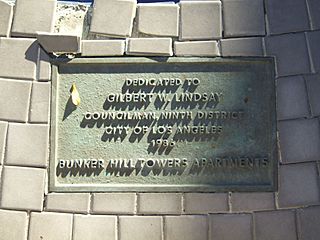 DEDICATED TO
GILBERT W. LINDSAY
COUNCILMAN, NINTH DISTRICT
CITY OF LOS ANGELES
1986
BUNKER HILL TOWERS APARTMENTS